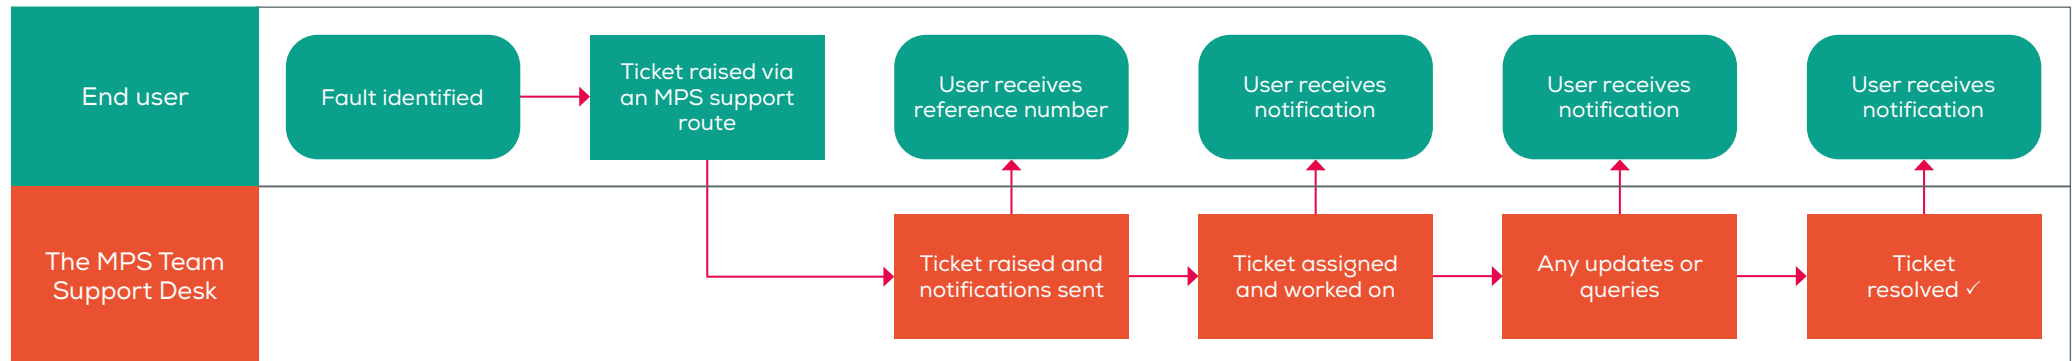 End user
Fault identified
Ticket raised via
an MPS support
route
User receives
reference number
User receives
notification
User receives
notification
User receives
notification
The MPS Team
Support Desk
Ticket raised and
notifications sent
Ticket assigned
and worked on
Any updates or
queries
Ticket
resolved ✓